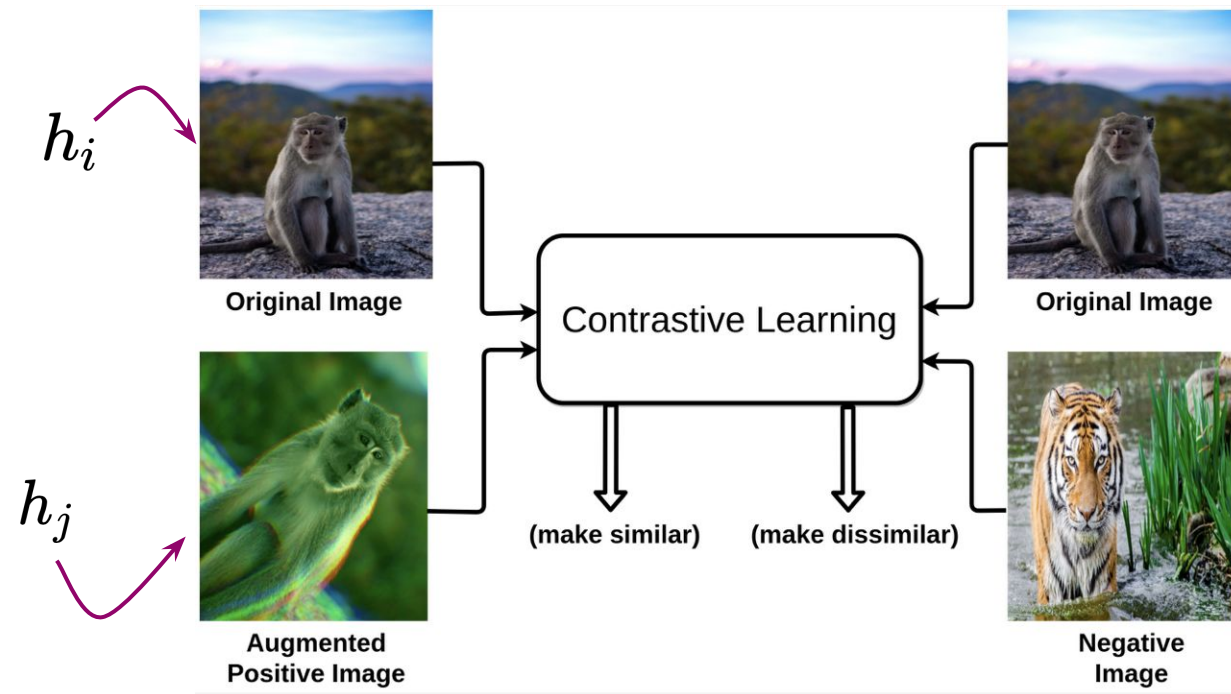 h_i
Original Image
Original Image
Contrastive Learning
h_j
(make similar)
(make dissimilar)
Augmented
Positive Image
Negative
Image